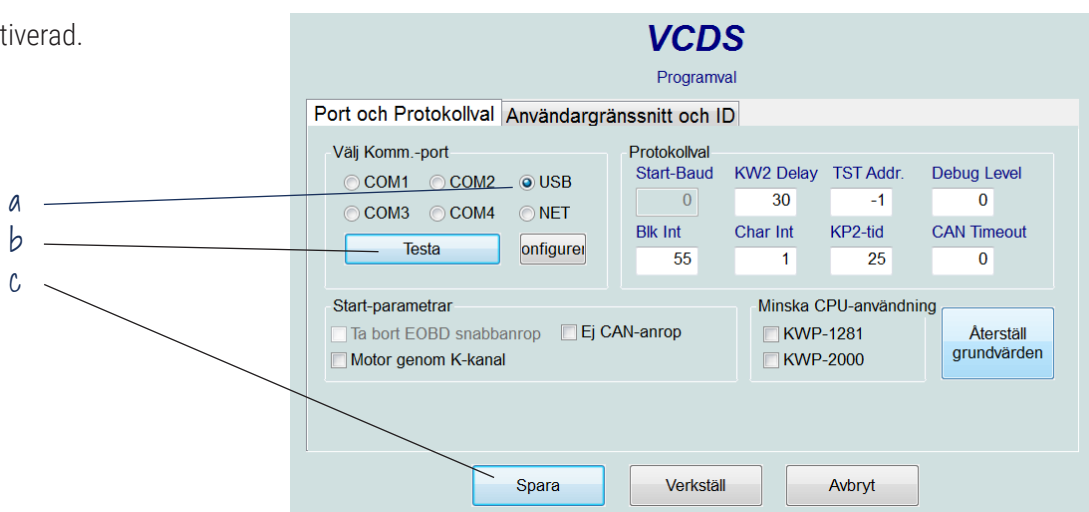 tiverad.
VCDS
Programval
Port och Protokollval Användargränssnitt och ID
Välj Komm.-port
COM1 COM2 USB
COM3 COM4 NET
Testa onfigurer
Protokollval
Start-Baud KW2 Delay TST Addr. Debug Level
0 30 -1 0
Blk Int Char Int KP2-tid CAN Timeout
55 1 25 0
a
b
c
Start-parametrar
Ta bort EOBD snabbanrop Ej CAN-anrop
Motor genom K-kanal
Minska CPU-användning
KWP-1281
KWP-2000
Återställ
grundvärden
Spara Verkställ Avbryt